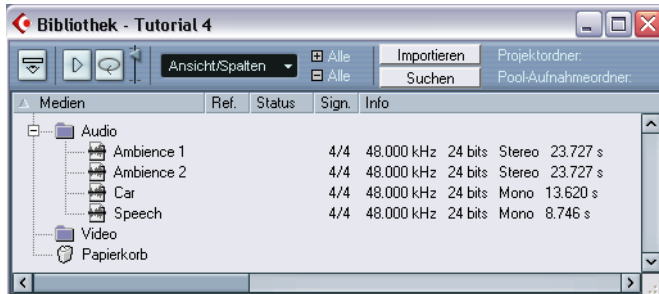 Bibliothek - Tutorial 4
Ansicht/Spalten
Alle
Alle
Importieren
Suchen
Projektordner:
Pool-Aufnahmeordner:
Medien Ref. Status Sign. Info
Audio
Ambience 1 4/4 48.000 kHz 24 bits Stereo 23.727 s
Ambience 2 4/4 48.000 kHz 24 bits Stereo 23.727 s
Car 4/4 48.000 kHz 24 bits Mono 13.620 s
Speech 4/4 48.000 kHz 24 bits Mono 8.746 s
Video
Papierkorb